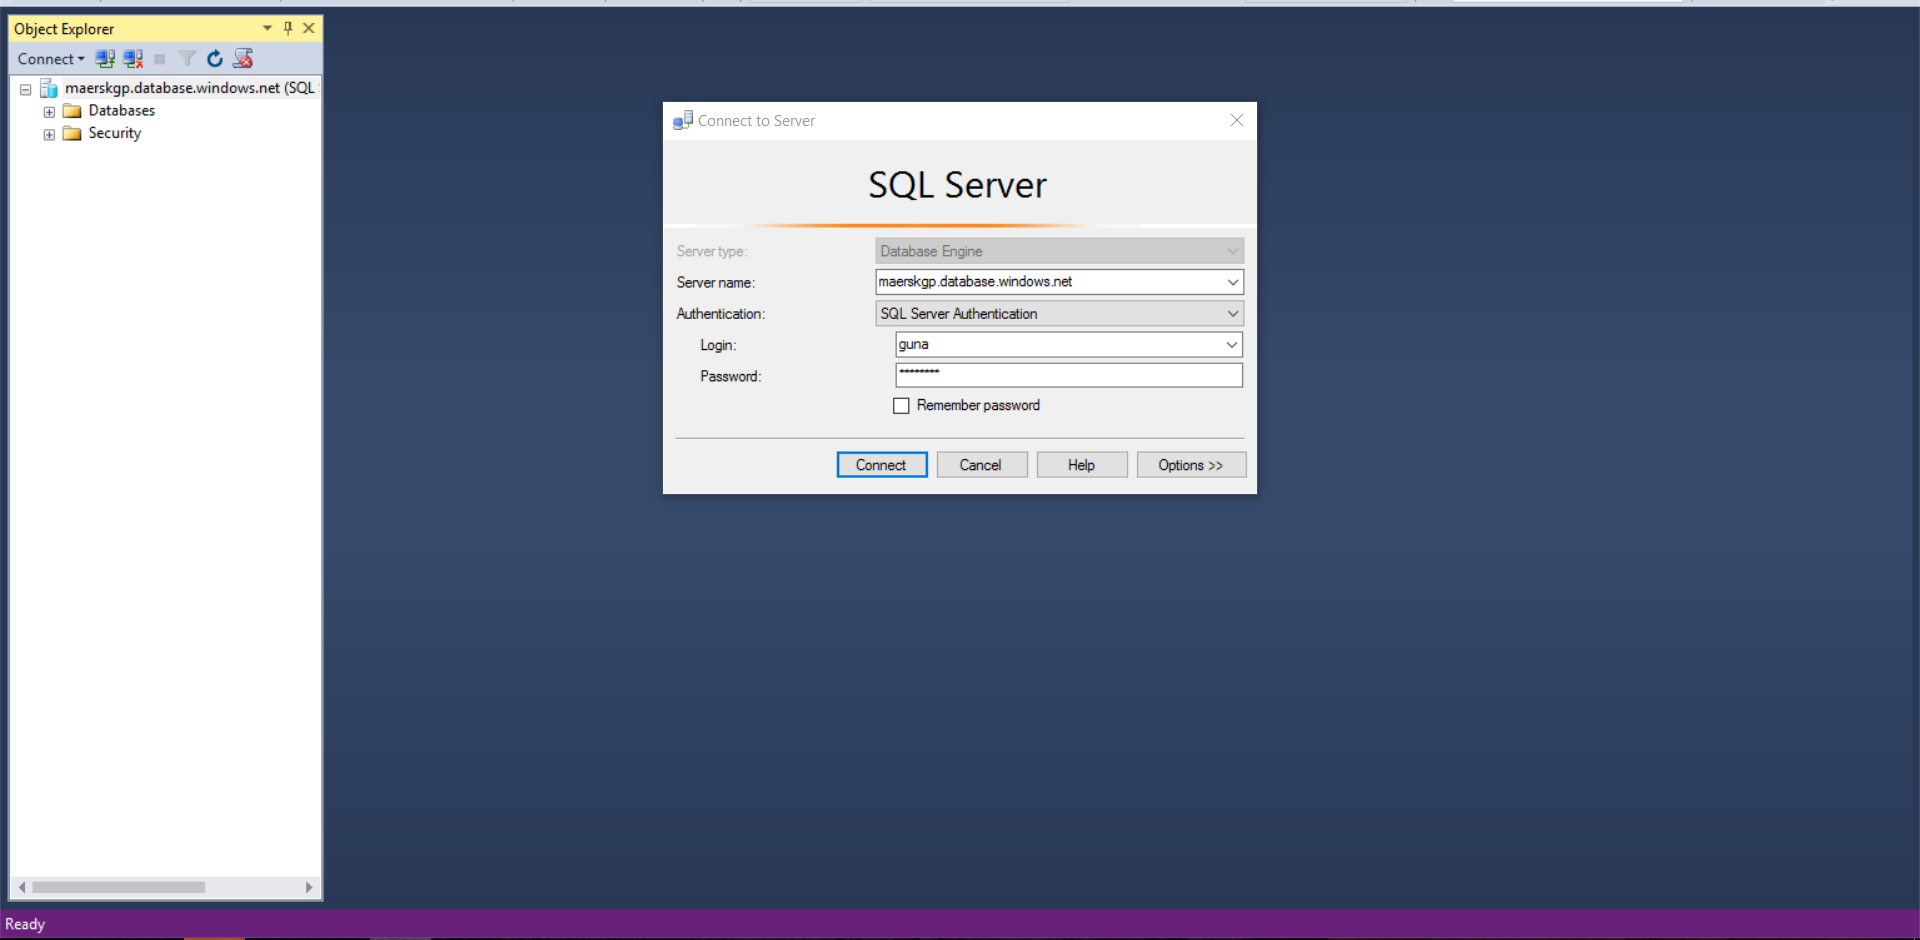 Object Explorer
Connect
maerskgp.database.windows.net (SQL
Databases
Security
Connect to Server
SQL Server
Server type:
Database Engine
Server name:
maerskgp.database.windows.net
Authentication:
SQL Server Authentication
Login:
guna
Password:
********
Remember password
Connect
Cancel
Help
Options >>
Ready